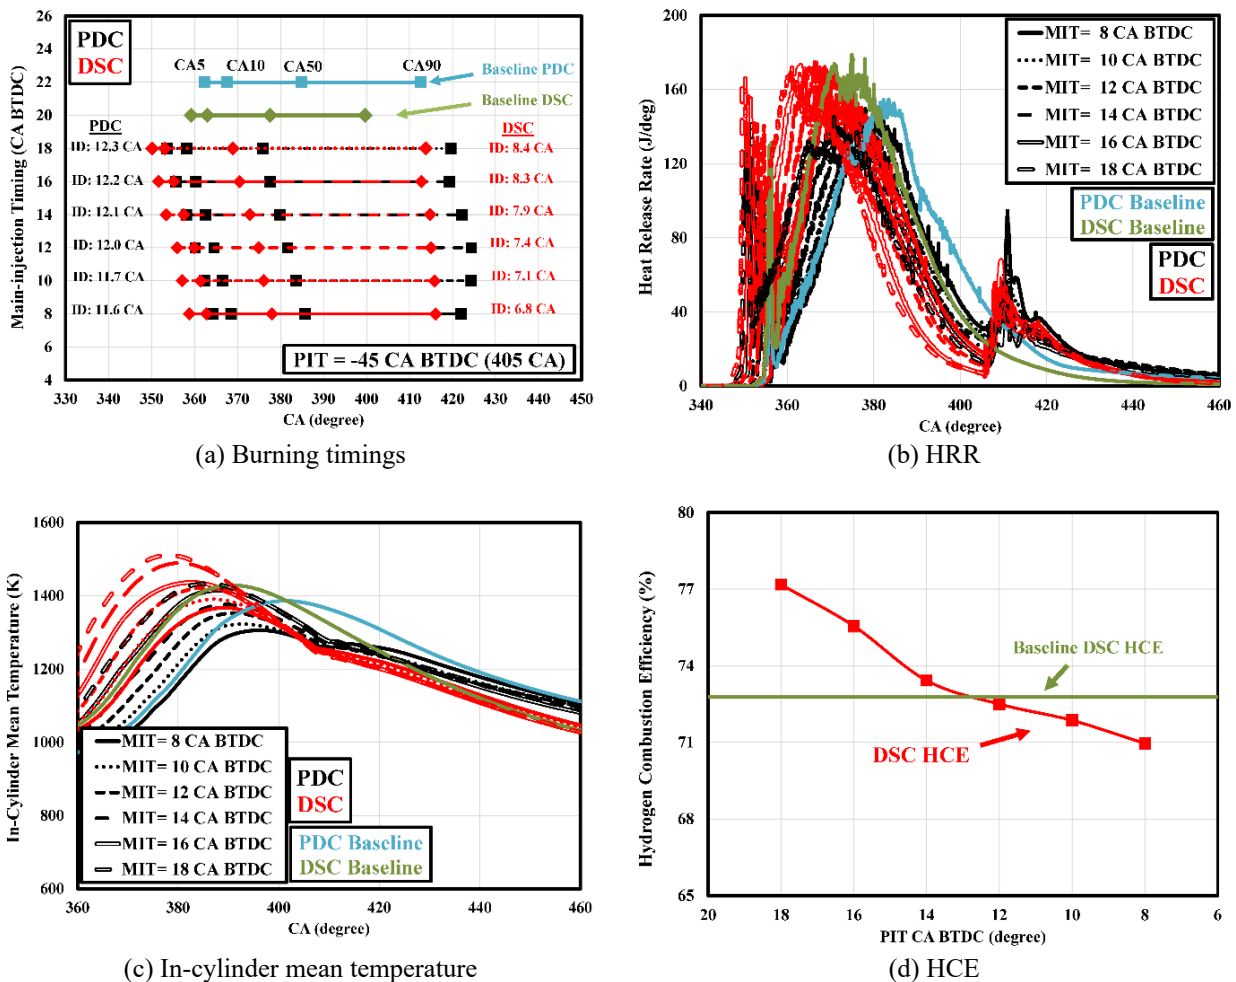 26
24
22
20
18
16
14
12
10
8
6
4
Main-injection Timing (CA BTDC)
PDC
DSC
CA5 CA10 CA50 CA90
Baseline PDC
Baseline DSC
PDC
DSC
ID: 12.3 CA ID: 8.4 CA
ID: 12.2 CA ID: 8.3 CA
ID: 12.1 CA ID: 7.9 CA
ID: 12.0 CA ID: 7.4 CA
ID: 11.7 CA ID: 7.1 CA
ID: 11.6 CA ID: 6.8 CA
PIT = -45 CA BTDC (405 CA)
330 340 350 360 370 380 390 400 410 420 430 440 450
CA (degree)
(a) Burning timings
200
160
120
80
40
0
Heat Release Rate (J/deg)
MIT= 8 CA BTDC
MIT= 10 CA BTDC
MIT= 12 CA BTDC
MIT= 14 CA BTDC
MIT= 16 CA BTDC
MIT= 18 CA BTDC
PDC Baseline
DSC Baseline
PDC
DSC
340 360 380 400 420 440 460
CA (degree)
(b) HRR
1600
1400
1200
1000
800
600
In-Cylinder Mean Temperature (K)
MIT= 8 CA BTDC
MIT= 10 CA BTDC
MIT= 12 CA BTDC
MIT= 14 CA BTDC
MIT= 16 CA BTDC
MIT= 18 CA BTDC
PDC
DSC
PDC Baseline
DSC Baseline
360 380 400 420 440 460
CA (degree)
(c) In-cylinder mean temperature
80
77
74
71
68
65
Hydrogen Combustion Efficiency (%)
Baseline DSC HCE
DSC HCE
20 18 16 14 12 10 8 6
PIT CA BTDC (degree)
(d) HCE